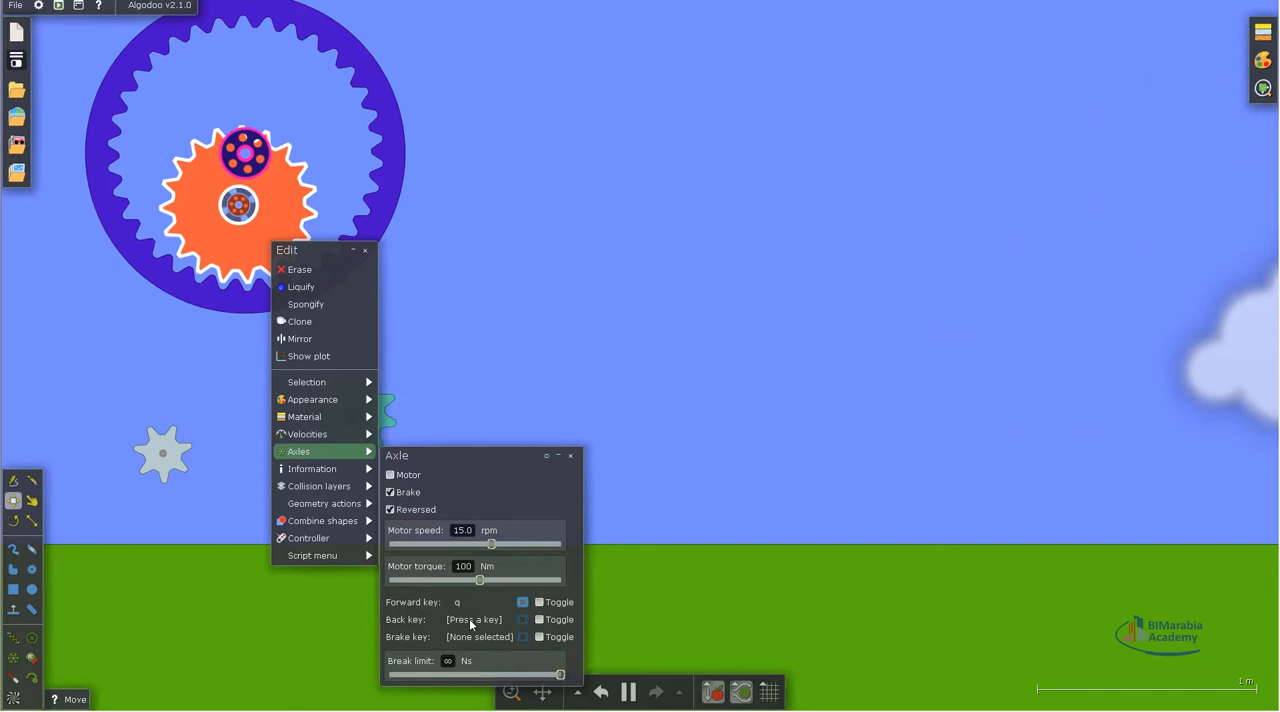 File
?
Algodoo v2.1.0
Edit
Erase
Liquify
Spongify
Clone
Mirror
Show plot
Selection
Appearance
Material
Velocities
Axles
Information
Collision layers
Geometry actions
Combine shapes
Controller
Script menu
Axle
Motor
Brake
Reversed
Motor speed: 15.0 rpm
Motor torque: 100 Nm
Forward key: q Toggle
Back key: [Press a key] Toggle
Brake key: [None selected] Toggle
Break limit: ∞ Ns
BIMarabia
Academy
1 m
? Move